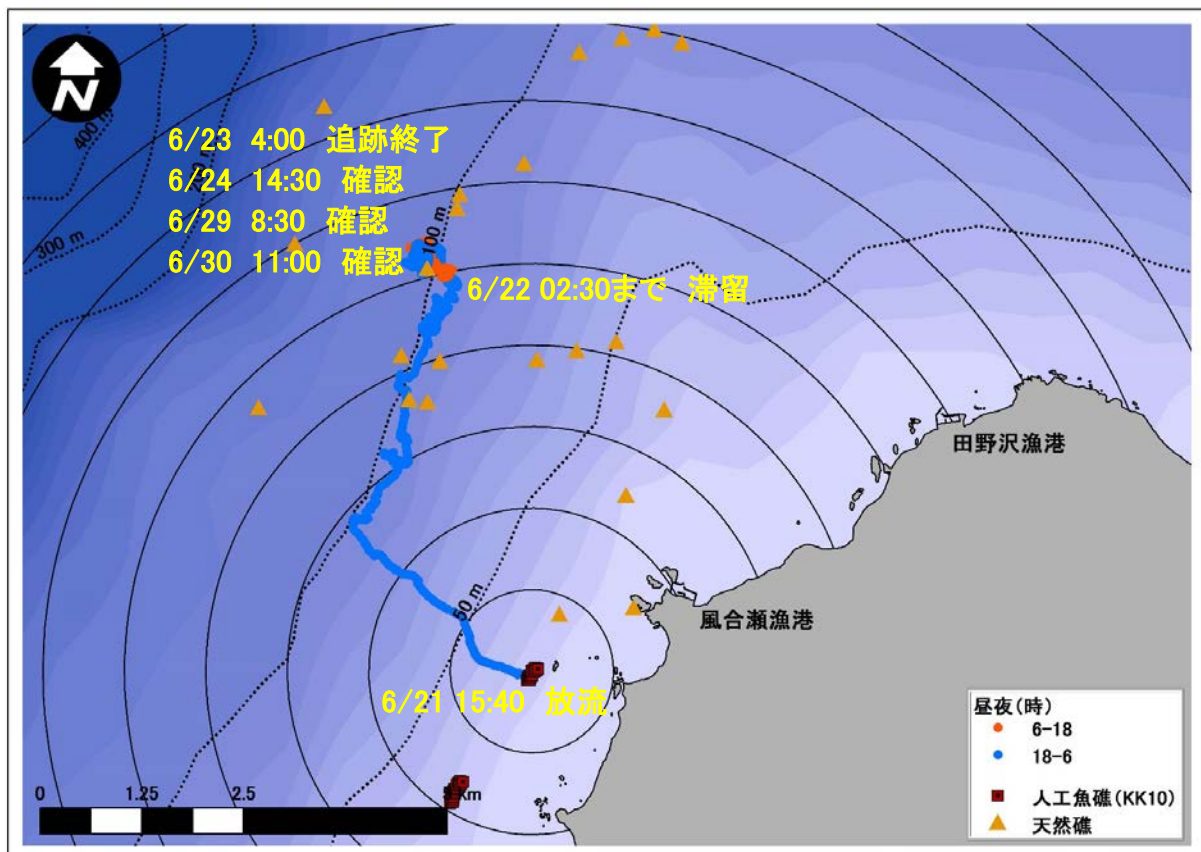 N
400 m
300 m
100 m
50 m
6/23 4:00 追跡終了
6/24 14:30 確認
6/29 8:30 確認
6/30 11:00 確認
6/22 02:30まで 滞留
田野沢漁港
風合瀬漁港
6/21 15:40 放流
0 1.25 2.5
Km
昼夜(時)
6-18
18-6
人工魚礁(KK10)
天然礁